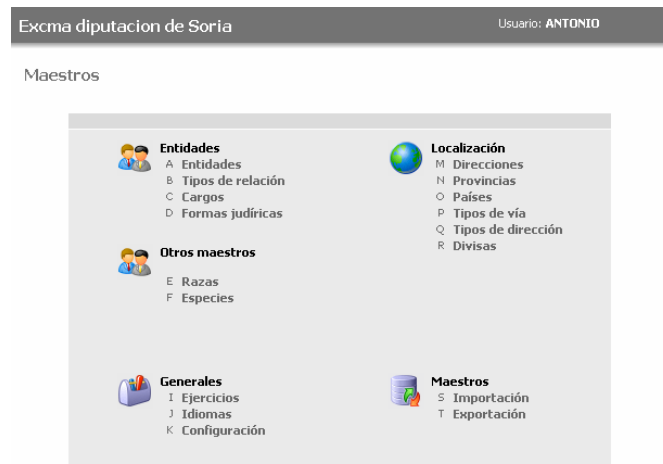 Excma diputacion de Soria
Usuario: ANTONIO
Maestros
Entidades
A Entidades
B Tipos de relación
C Cargos
D Formas judíricas
Otros maestros
E Razas
F Especies
Localización
M Direcciones
N Provincias
O Países
P Tipos de vía
Q Tipos de dirección
R Divisas
Generales
I Ejercicios
J Idiomas
K Configuración
Maestros
S Importación
T Exportación